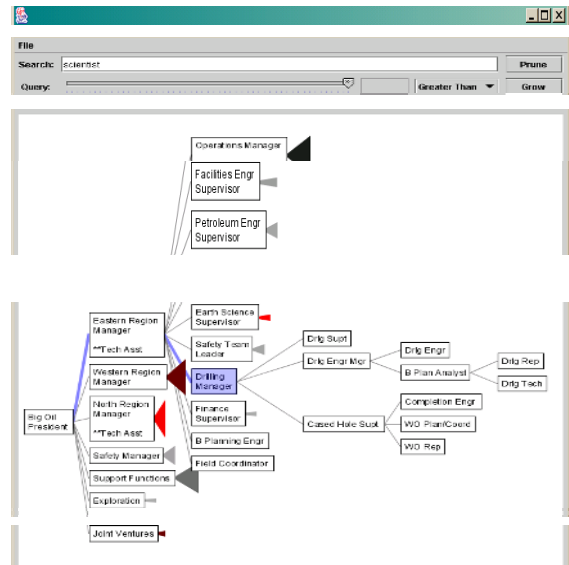 File
Search: scientist Prune
Query: Greater Than Grow
Operations Manager
Facilities Engr
Supervisor
Petroleum Engr
Supervisor
Eastern Region
Manager
**Tech Asst
Western Region
Manager
North Region
Manager
**Tech Asst
Big Oil
President
Safety Manager
Support Functions
Exploration
Joint Ventures
Earth Science
Supervisor
Safety Team
Leader
Drilling
Manager
Finance
Supervisor
B Planning Engr
Field Coordinator
Drlg Supt
Drlg Engr Mgr
Cased Hole Supt
Drlg Engr
B Plan Analyst
Completion Engr
WO Plan/Coord
WO Rep
Drlg Rep
Drlg Tech